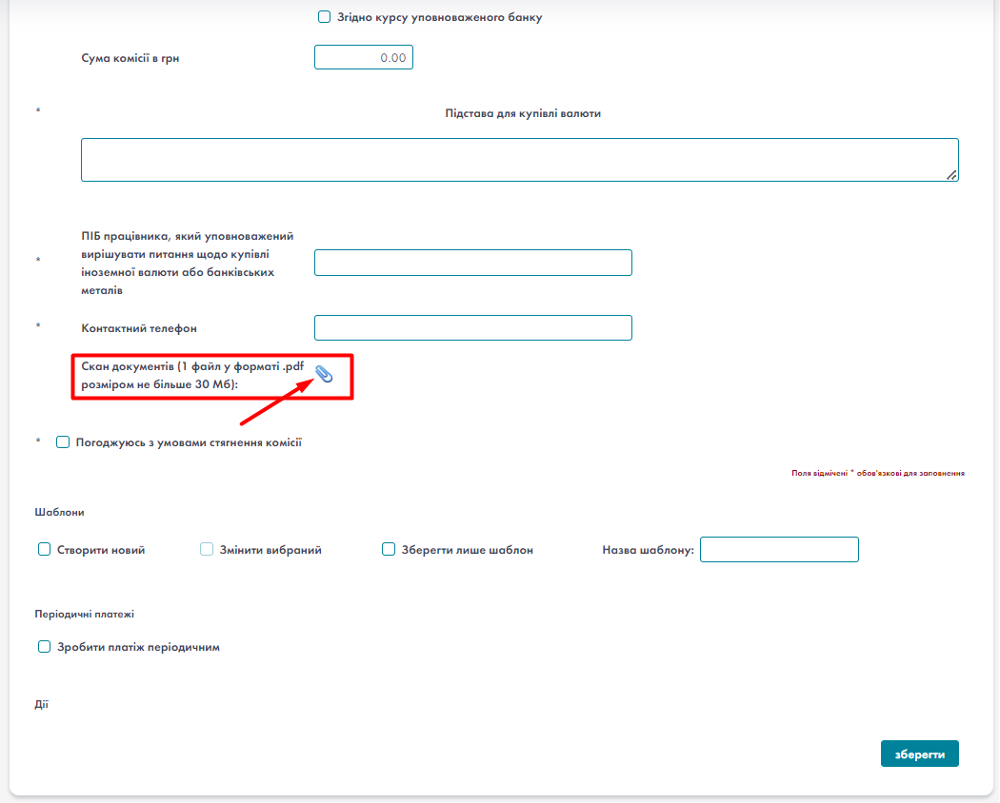 Згідно курсу уповноваженого банку
Сума комісії в грн 0.00
* Підстава для купівлі валюти
ПІБ працівника, який уповноважений
вирішувати питання щодо купівлі
* іноземної валюти або банківських
металів
* Контактний телефон
Скан документів (1 файл у форматі .pdf
розміром не більше 30 Мб):
* Погоджуюсь з умовами стягнення комісії
Поля відмічені * обов'язкові для заповнення
Шаблони
Створити новий Змінити вибраний Зберегти лише шаблон Назва шаблону:
Періодичні платежі
Зробити платіж періодичним
Дії
зберегти